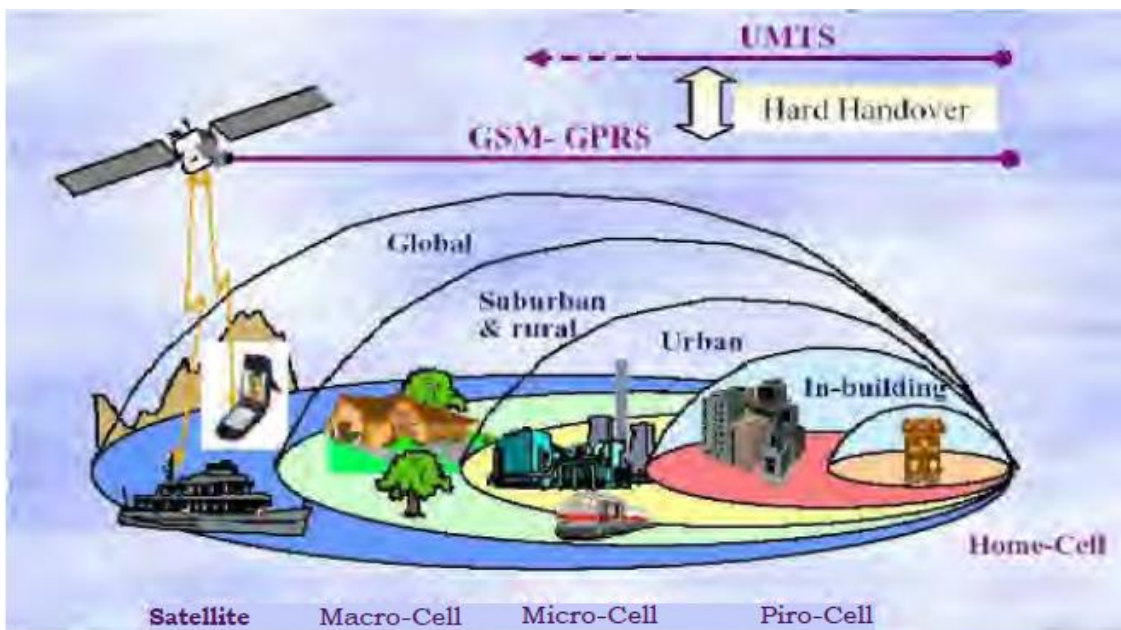 UMTS
Hard Handover
GSM- GPRS
Global
Suburban
& rural
Urban
In-building
Home-Cell
Satellite
Macro-Cell
Micro-Cell
Piro-Cell